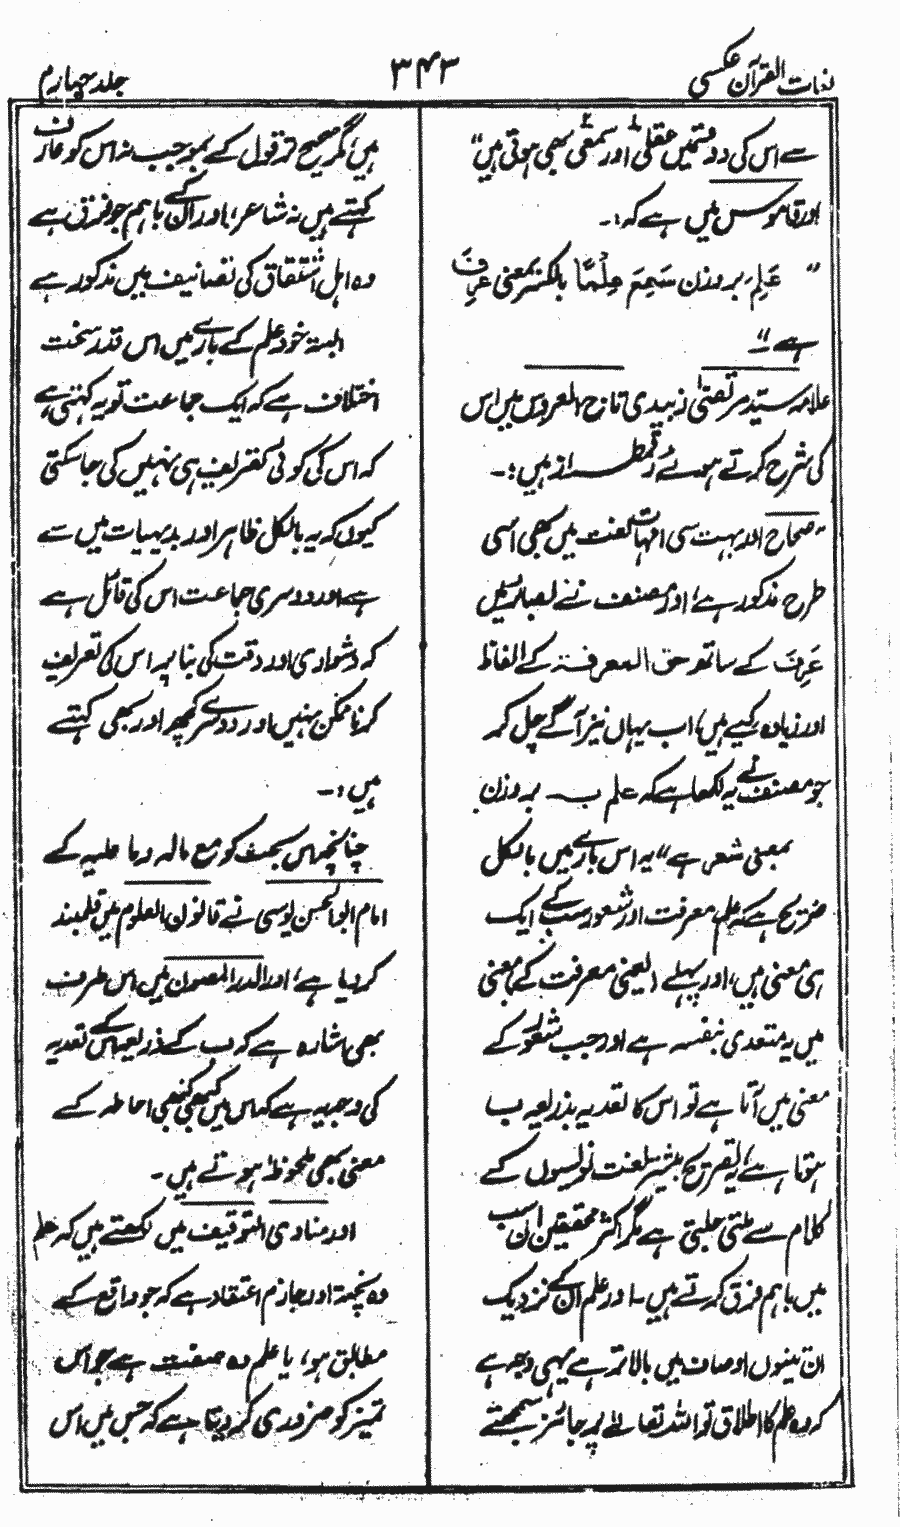 لغات القرآن عکسی
۳۴۳
جلد چہارم
سے اس کی دو قسمیں عقلی اور سمعی بھی ہوتی ہیں"
اور قاموس میں ہے کہ:۔
" عَلِمَ بروزن سَمِعَ عِلْمًا بالکسر بمعنی عَرَفَ
ہے"
علامہ سید مرتضیٰ زبیدی تاج العروس میں اس
کی شرح کرتے ہوئے رقمطراز ہیں:۔
"صحاح اور بہت سی امہات لغت میں بھی اسی
طرح مذکور ہے، اور مصنف نے بصائر میں
عَرَفَ کے ساتھ حق المعرفۃ کے الفاظ
اور زیادہ کیے ہیں، اب یہاں نیز آگے چل کر
جو مصنف نے یہ لکھا ہے کہ علم بہ۔ بر وزن
بمعنی شعر ہے" یہ اس بارے میں بالکل
صریح ہے کہ علم معرفت اور شعور سب کے ایک
ہی معنی ہیں، اور پہلے (یعنی معرفت کے معنی
میں یہ متعدی بنفسہ ہے اور جب شعور کے
معنی میں آتا ہے تو اس کا تعدیہ بذریعہ ب
ہوتا ہے، یہ تصریح بیشتر لغت نویسوں کے
کلام سے ملتی جلتی ہے مگر اکثر محققین ان سب
میں باہم فرق کرتے ہیں۔ اور علم ان کے نزدیک
ان تینوں اوصاف میں بالاتر ہے یہی وجہ ہے
کہ وہ علم کا اطلاق تو اللہ تعالیٰ پر جائز سمجھتے
ہیں، مگر صحیح تر قول کے بموجب نہ اس کو عارف
کہتے ہیں نہ شاعر، اور ان کے باہم جو فرق ہے
وہ اہل اشتقاق کی تصانیف میں مذکور ہے
البتہ خود علم کے بارے میں اس قدر سخت
اختلاف ہے کہ ایک جماعت تو یہ کہتی ہے
کہ اس کی کوئی تعریف ہی نہیں کی جا سکتی
کیوں کہ یہ بالکل ظاہر اور بدیہیات میں سے
ہے اور دوسری جماعت اس کی قائل ہے
کہ دشواری اور دقت کی بنا پر اس کی تعریف
کرنا ممکن نہیں اور دوسرے کچھ اور بھی کہتے
ہیں:۔
چنانچہ اس بحث کو مع مالہ وما علیہ کے
امام ابو الحسن یوسی نے قانون العلوم میں قلمبند
کر دیا ہے، اور الدر المصون میں اس طرف
بھی اشارہ ہے کہ ب کے ذریعہ اس کے تعدیہ
کی وجہ یہ ہے کہ اس میں کبھی کبھی احاطہ کے
معنی بھی ملحوظ ہوتے ہیں۔
اور مناوی التوقیف میں لکھتے ہیں کہ علم
وہ پختہ اور جازم اعتقاد ہے کہ جو واقع کے
مطابق ہو، یا علم وہ صفت ہے جو اس
تمیز کو ضروری کر دیتا ہے کہ جس میں اس